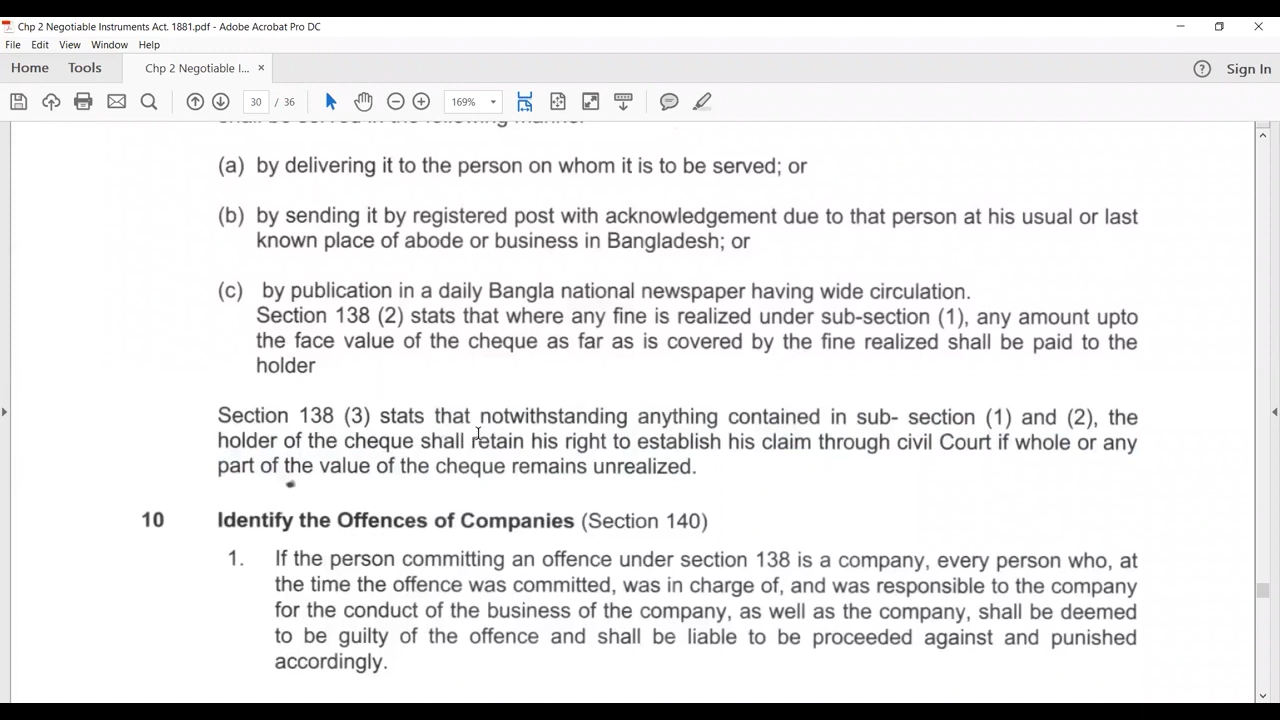 Chp 2 Negotiable Instruments Act. 1881.pdf - Adobe Acrobat Pro DC
File Edit View Window Help
Home Tools Chp 2 Negotiable I... × Sign In
30 / 36 169%
shall be served in the following manner.
(a) by delivering it to the person on whom it is to be served; or
(b) by sending it by registered post with acknowledgement due to that person at his usual or last
known place of abode or business in Bangladesh; or
(c) by publication in a daily Bangla national newspaper having wide circulation.
Section 138 (2) stats that where any fine is realized under sub-section (1), any amount upto
the face value of the cheque as far as is covered by the fine realized shall be paid to the
holder
Section 138 (3) stats that notwithstanding anything contained in sub- section (1) and (2), the
holder of the cheque shall retain his right to establish his claim through civil Court if whole or any
part of the value of the cheque remains unrealized.
10 Identify the Offences of Companies (Section 140)
1. If the person committing an offence under section 138 is a company, every person who, at
the time the offence was committed, was in charge of, and was responsible to the company
for the conduct of the business of the company, as well as the company, shall be deemed
to be guilty of the offence and shall be liable to be proceeded against and punished
accordingly.